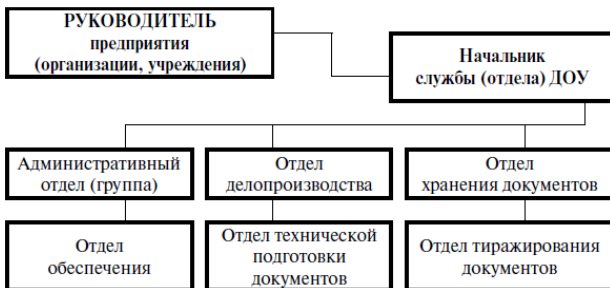 РУКОВОДИТЕЛЬ
предприятия
(организации, учреждения)
Начальник
службы (отдела) ДОУ
Административный
отдел (группа)
Отдел
делопроизводства
Отдел
хранения документов
Отдел
обеспечения
Отдел технической
подготовки
документов
Отдел тиражирования
документов